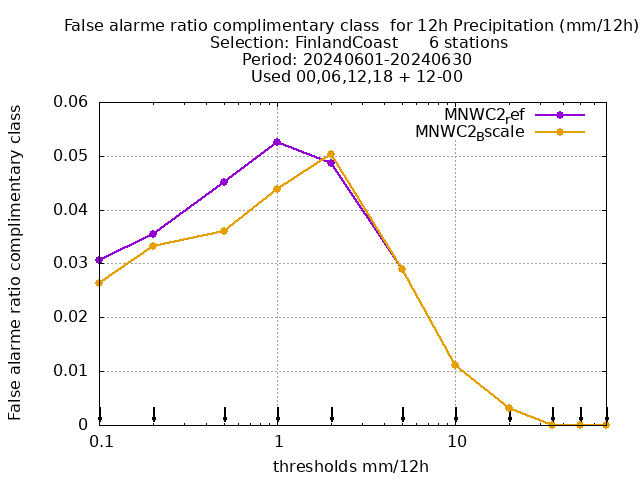 False alarme ratio complimentary class  for 12h Precipitation (mm/12h)
Selection: FinlandCoast      6 stations
Period: 20240601-20240630
Used 00,06,12,18 + 12-00
False alarme ratio complimentary class
0.06
0.05
0.04
0.03
0.02
0.01
0
MNWC2ref
MNWC2Bscale
0.1
1
10
thresholds mm/12h